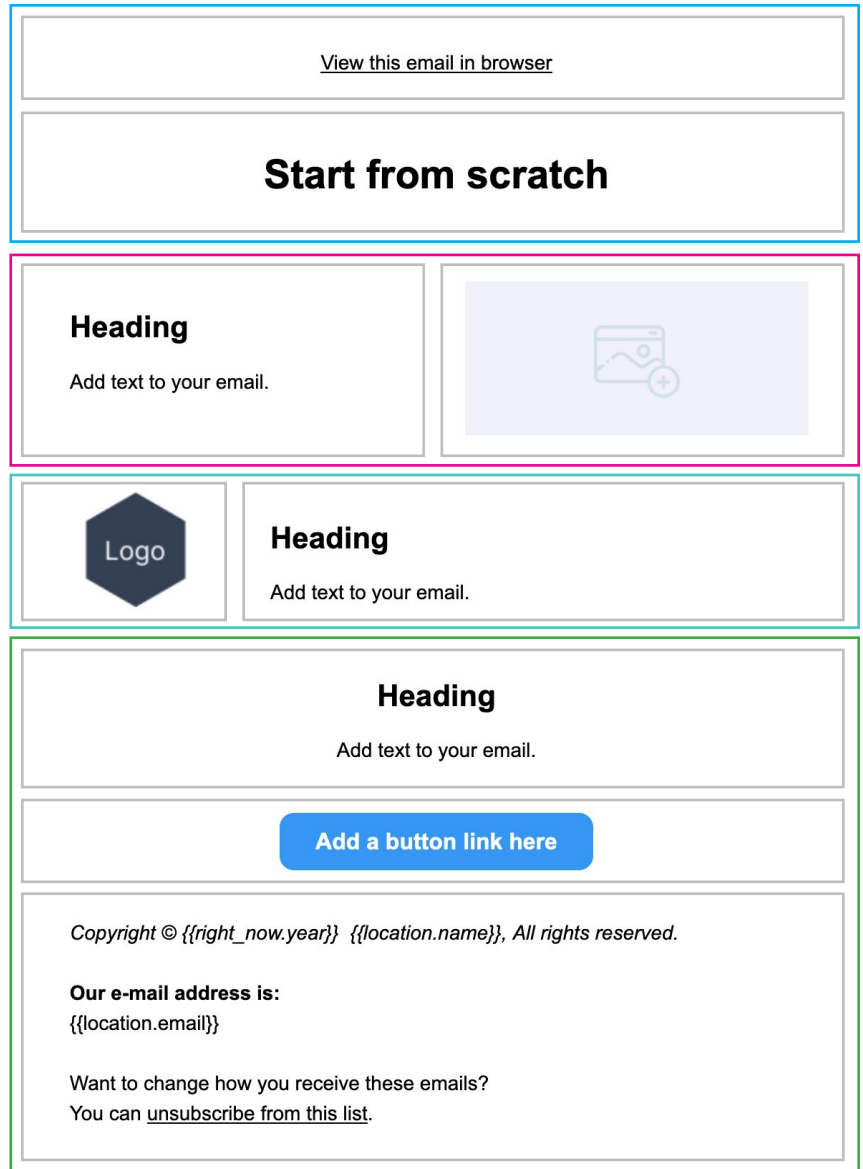 View this email in browser
Start from scratch
Heading
Add text to your email.
Logo
Heading
Add text to your email.
Heading
Add text to your email.
Add a button link here
Copyright © {{right_now.year}}  {{location.name}}, All rights reserved.
Our e-mail address is:
{{location.email}}
Want to change how you receive these emails?
You can unsubscribe from this list.